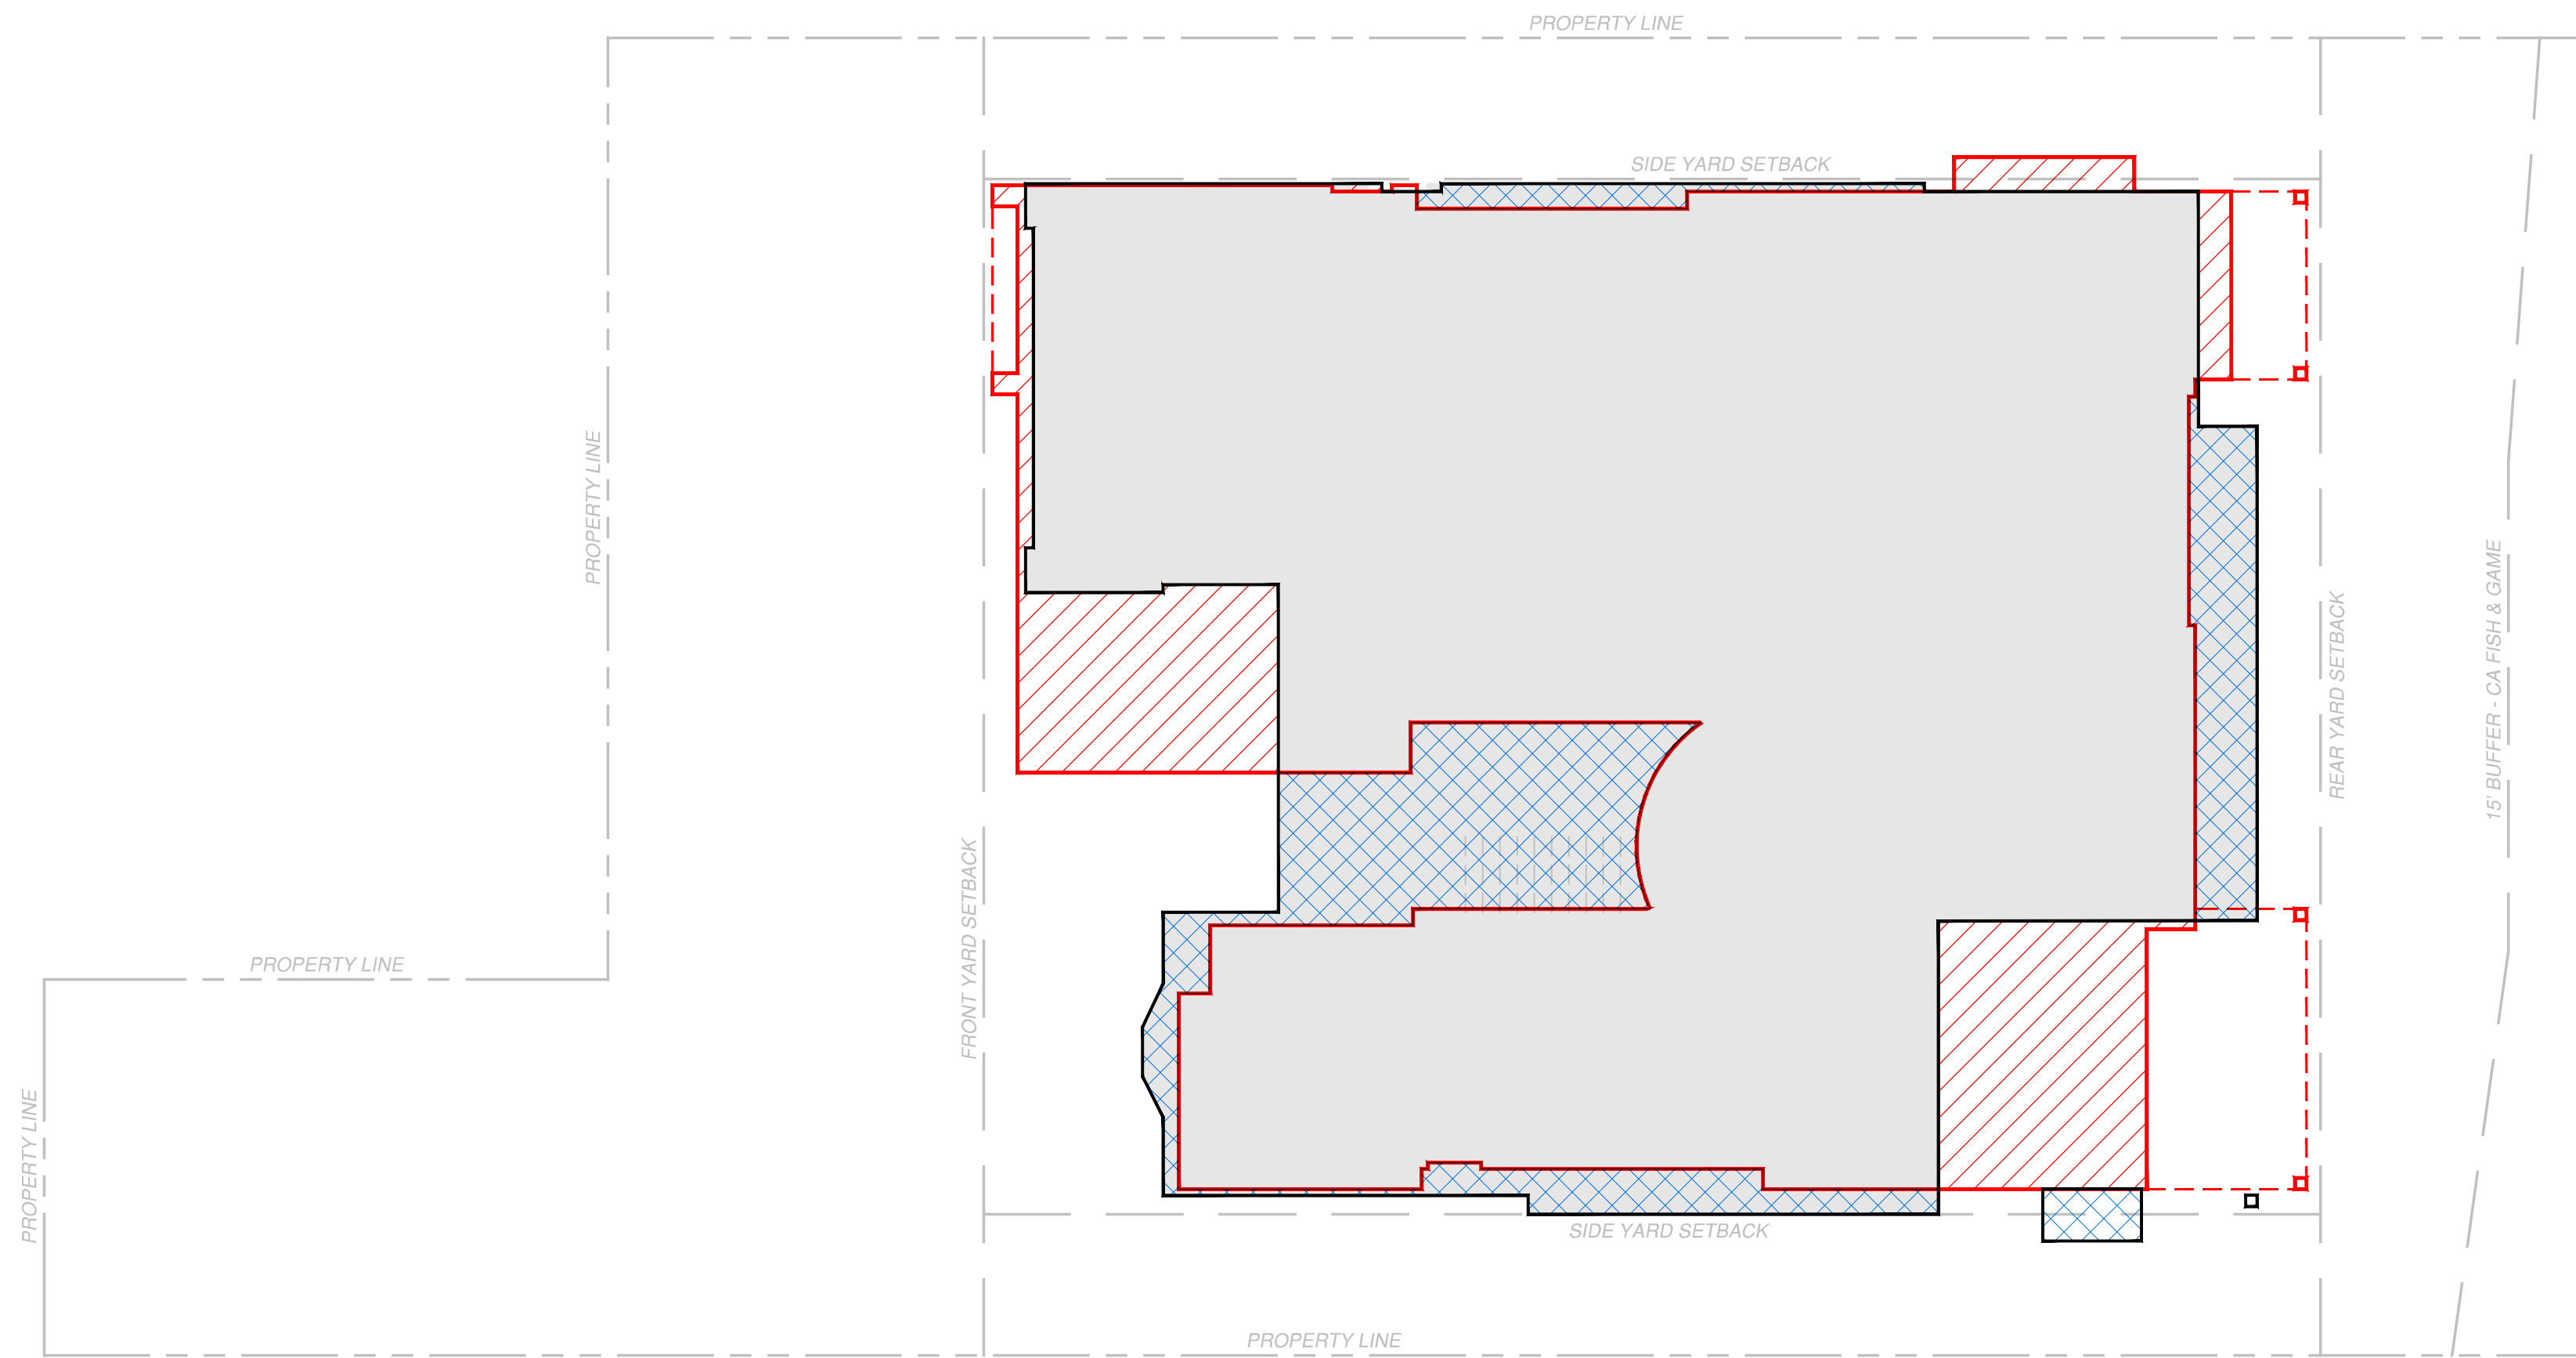 PROPERTY LINE
SIDE YARD SETBACK
PROPERTY LINE
15' BUFFER - CA FISH & GAME
REAR YARD SETBACK
FRONT YARD SETBACK
PROPERTY LINE
PROPERTY LINE
SIDE YARD SETBACK
PROPERTY LINE